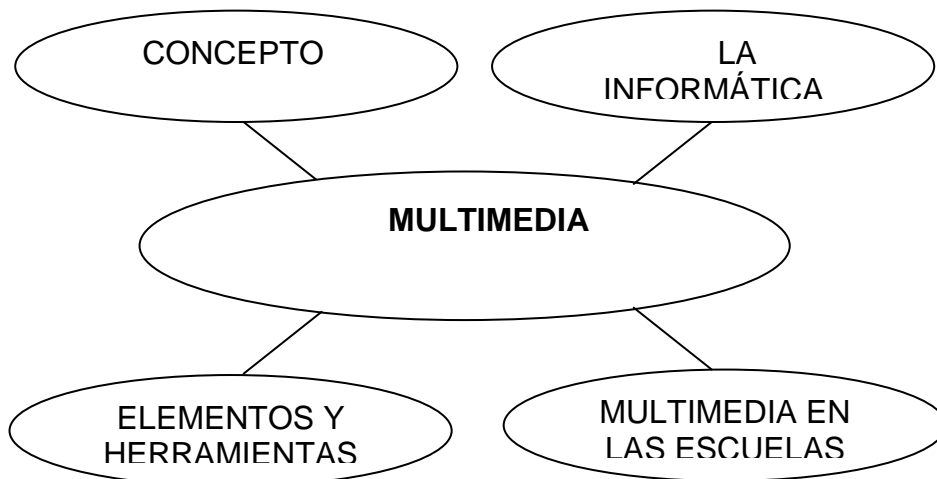 CONCEPTO
LA
INFORMÁTICA
MULTIMEDIA
ELEMENTOS Y
HERRAMIENTAS
MULTIMEDIA EN
LAS ESCUELAS